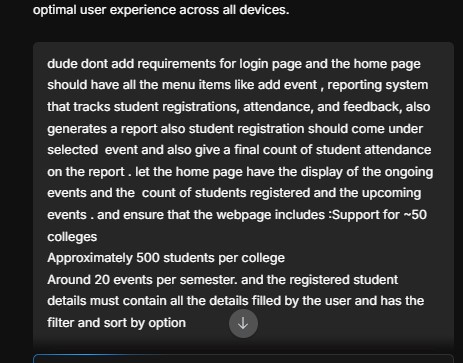 optimal user experience across all devices.
dude dont add requirements for login page and the home page
should have all the menu items like add event , reporting system
that tracks student registrations, attendance, and feedback, also
generates a report also student registration should come under
selected  event and also give a final count of student attendance
on the report . let the home page have the display of the ongoing
events and the  count of students registered and the upcoming
events . and ensure that the webpage includes :Support for ~50
colleges
Approximately 500 students per college
Around 20 events per semester. and the registered student
details must contain all the details filled by the user and has the
filter and sort by option